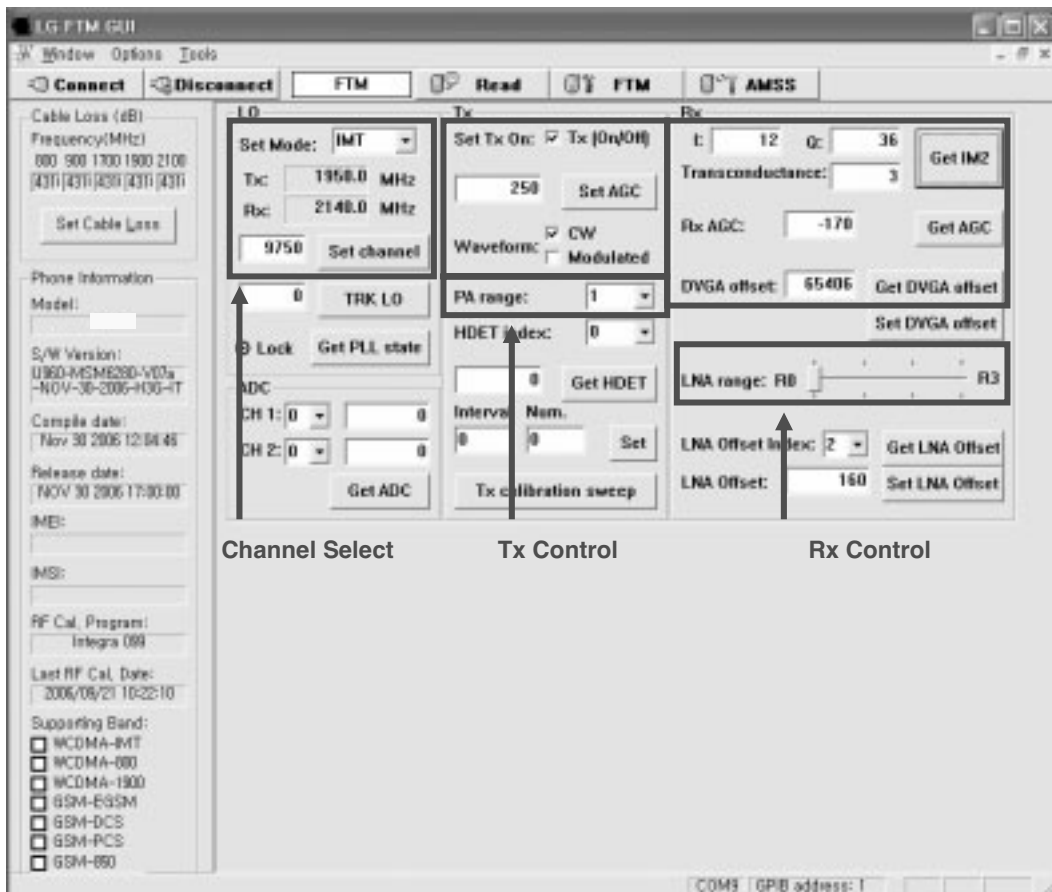 LG FTM GUI
Window Options Tools
Connect Disconnect FTM Read FTM AMSS
Cable Loss (dB)
Frequency(MHz)
800 900 1700 1900 2100
Set Cable Loss
Phone Information
Model:
S/W Version:
U960-MSM6280-V07a
-NOV-30-2006-H3G-IT
Compile date:
Nov 30 2006 12:04:46
Release date:
NOV 30 2006 17:00:00
IMEI:
IMSI:
RF Cal, Program:
Integra 099
Last RF Cal, Date:
2006/09/21 10:22:10
Supporting Band:
WCDMA-IMT
WCDMA-800
WCDMA-1900
GSM-EGSM
GSM-DCS
GSM-PCS
GSM-850
LO
Set Mode: IMT
Tx: 1950.0 MHz
Rx: 2140.0 MHz
9750 Set channel
0 TRK LO
Lock Get PLL state
ADC
CH 1: 0 0
CH 2: 0 0
Get ADC
Tx
Set Tx On: Tx (On/Off)
250 Set AGC
Waveform: CW
Modulated
PA range: 1
HDET index: 0
0 Get HDET
Interval Num.
0 0 Set
Tx calibration sweep
Rx
I: 12 Q: 36 Get IM2
Transconductance: 3
Rx AGC: -170 Get AGC
DVGA offset: 65406 Get DVGA offset
Set DVGA offset
LNA range: R0 R3
LNA Offset Index: 2 Get LNA Offset
LNA Offset: 160 Set LNA Offset
Channel Select
Tx Control
Rx Control
COM9 GPIB address: 1